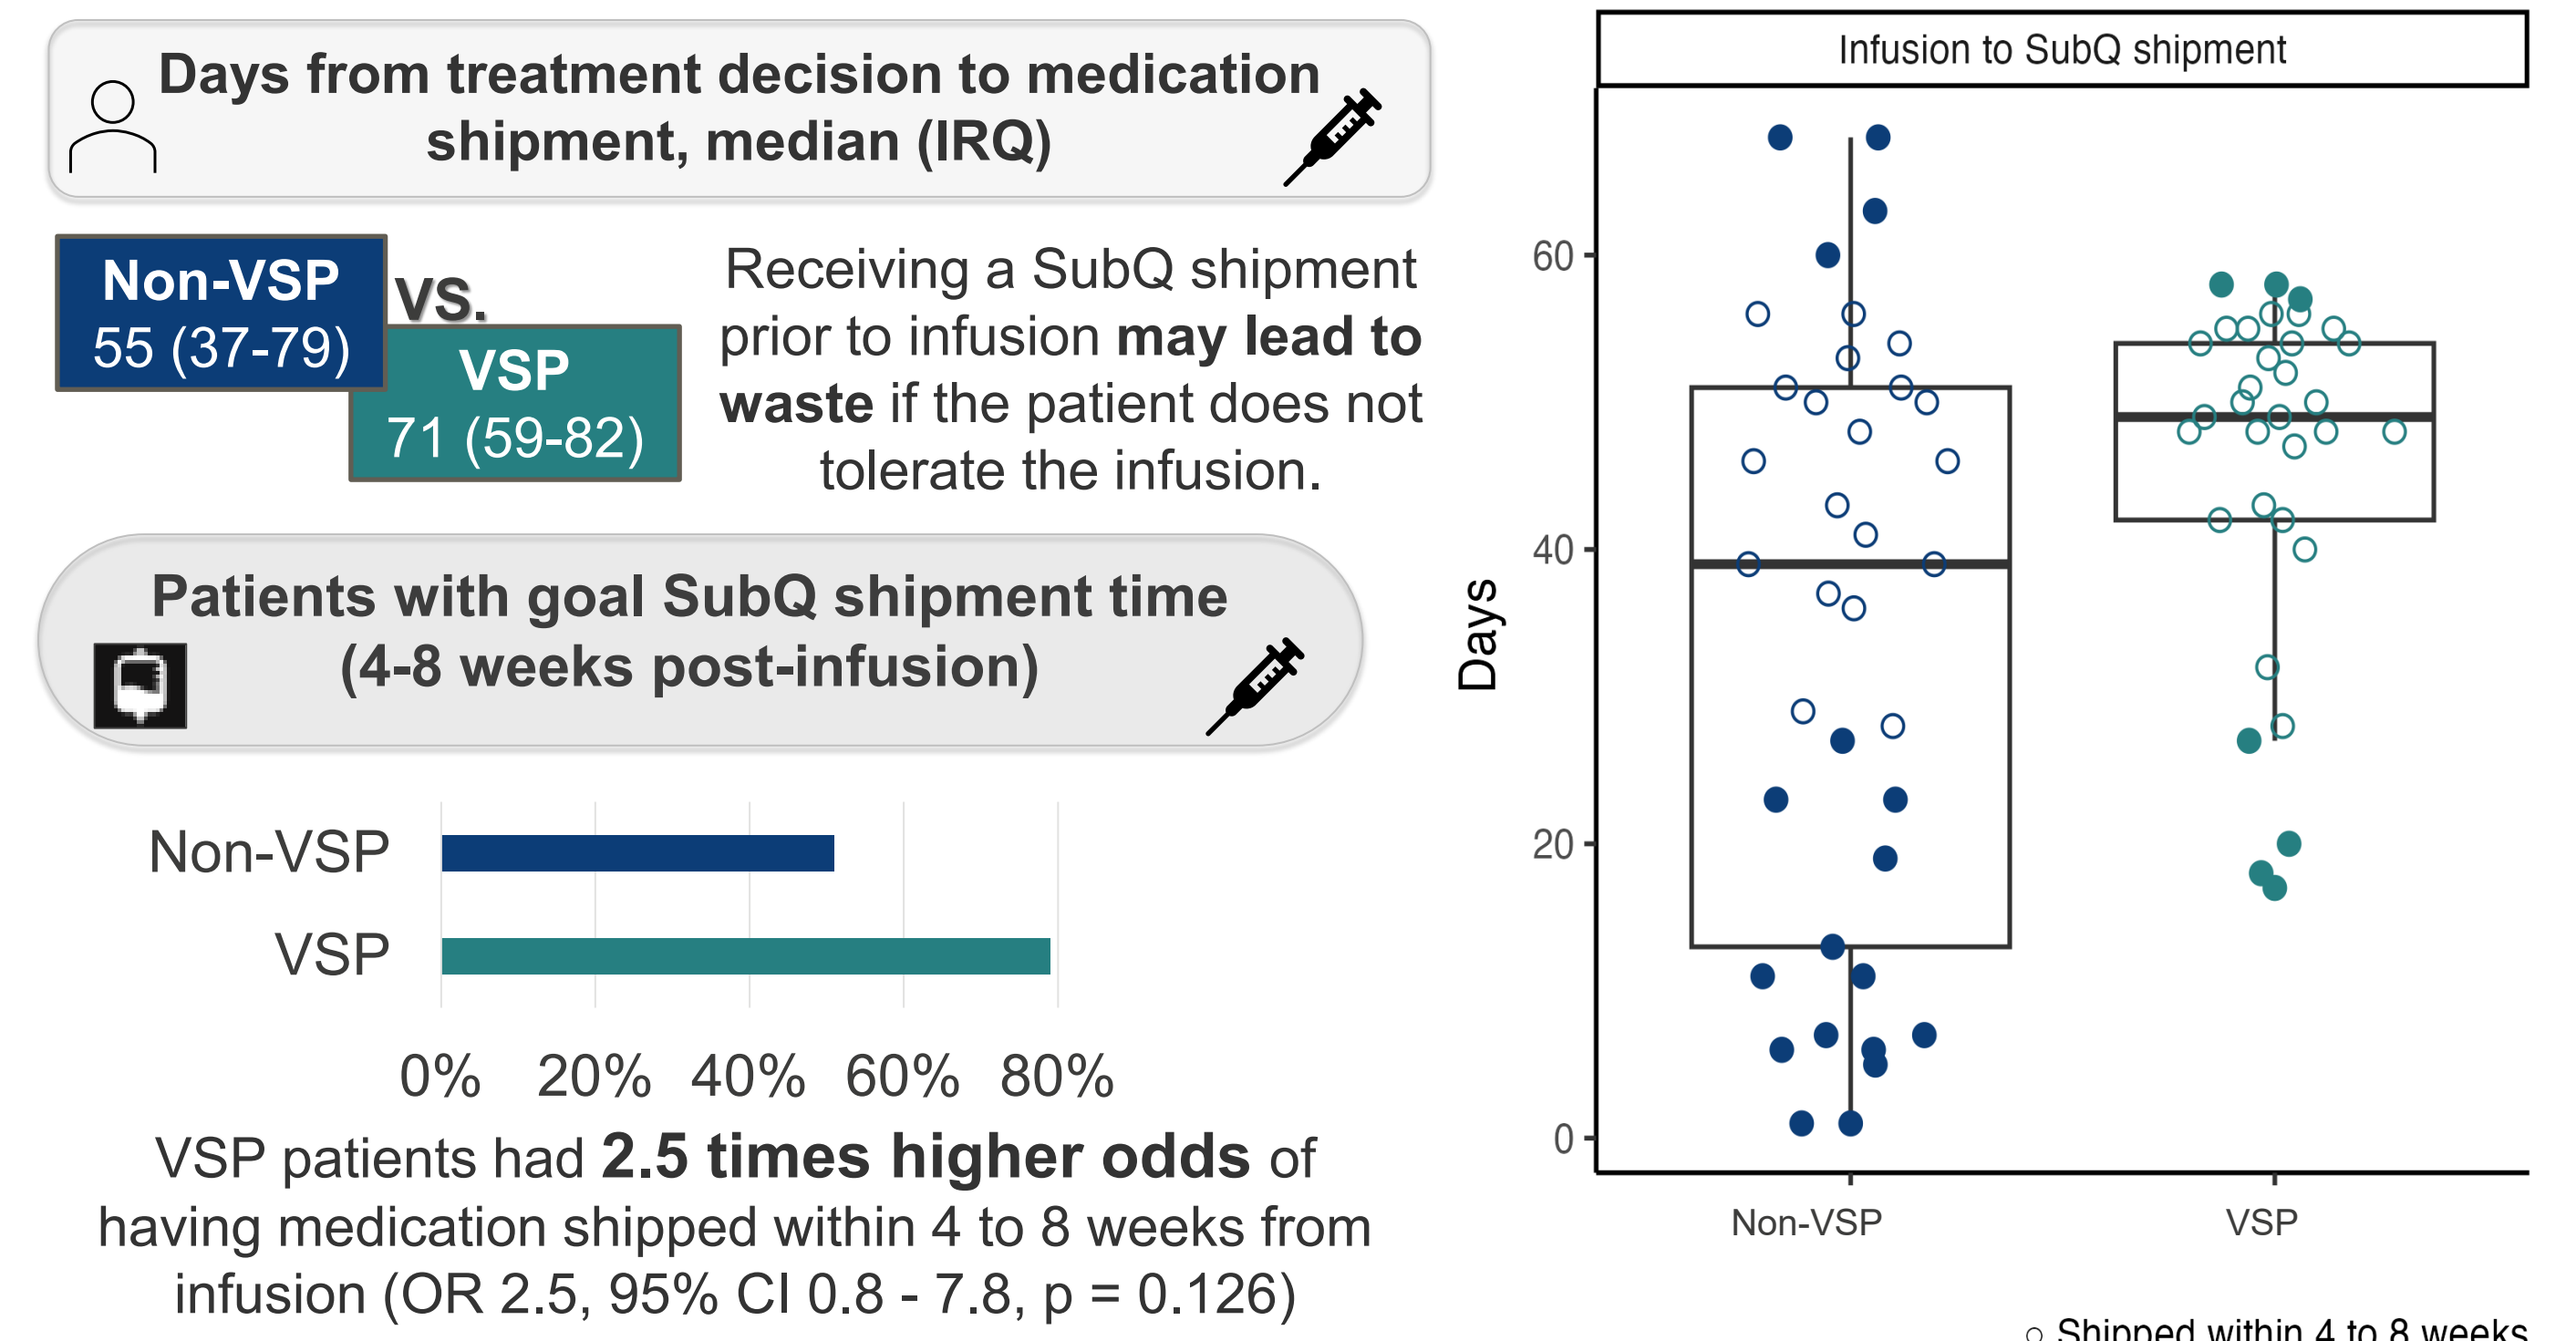 Days from treatment decision to medication
shipment, median (IRQ)
Non-VSP
55 (37-79)
VS.
VSP
71 (59-82)
Receiving a SubQ shipment
prior to infusion may lead to
waste if the patient does not
tolerate the infusion.
Patients with goal SubQ shipment time
(4-8 weeks post-infusion)
Non-VSP
VSP
0% 20% 40% 60% 80%
VSP patients had 2.5 times higher odds of
having medication shipped within 4 to 8 weeks from
infusion (OR 2.5, 95% CI 0.8 - 7.8, p = 0.126)
Infusion to SubQ shipment
Days
60
40
20
0
Non-VSP VSP
Shipped within 4 to 8 weeks